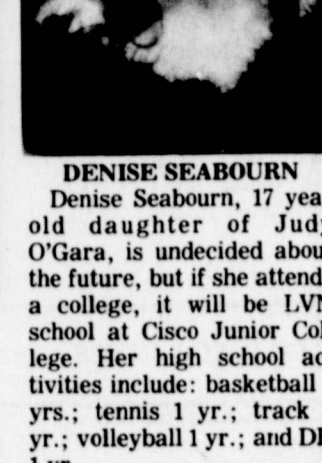 DENISE SEABOURN
Denise Seabourn, 17 yea
old daughter of Jud
O'Gara, is undecided abou
the future, but if she attend
a college, it will be LVN
school at Cisco Junior Col
lege. Her high school ac
tivities include: basketball
yrs.; tennis 1 yr.; track
yr.; volleyball 1 yr.; and